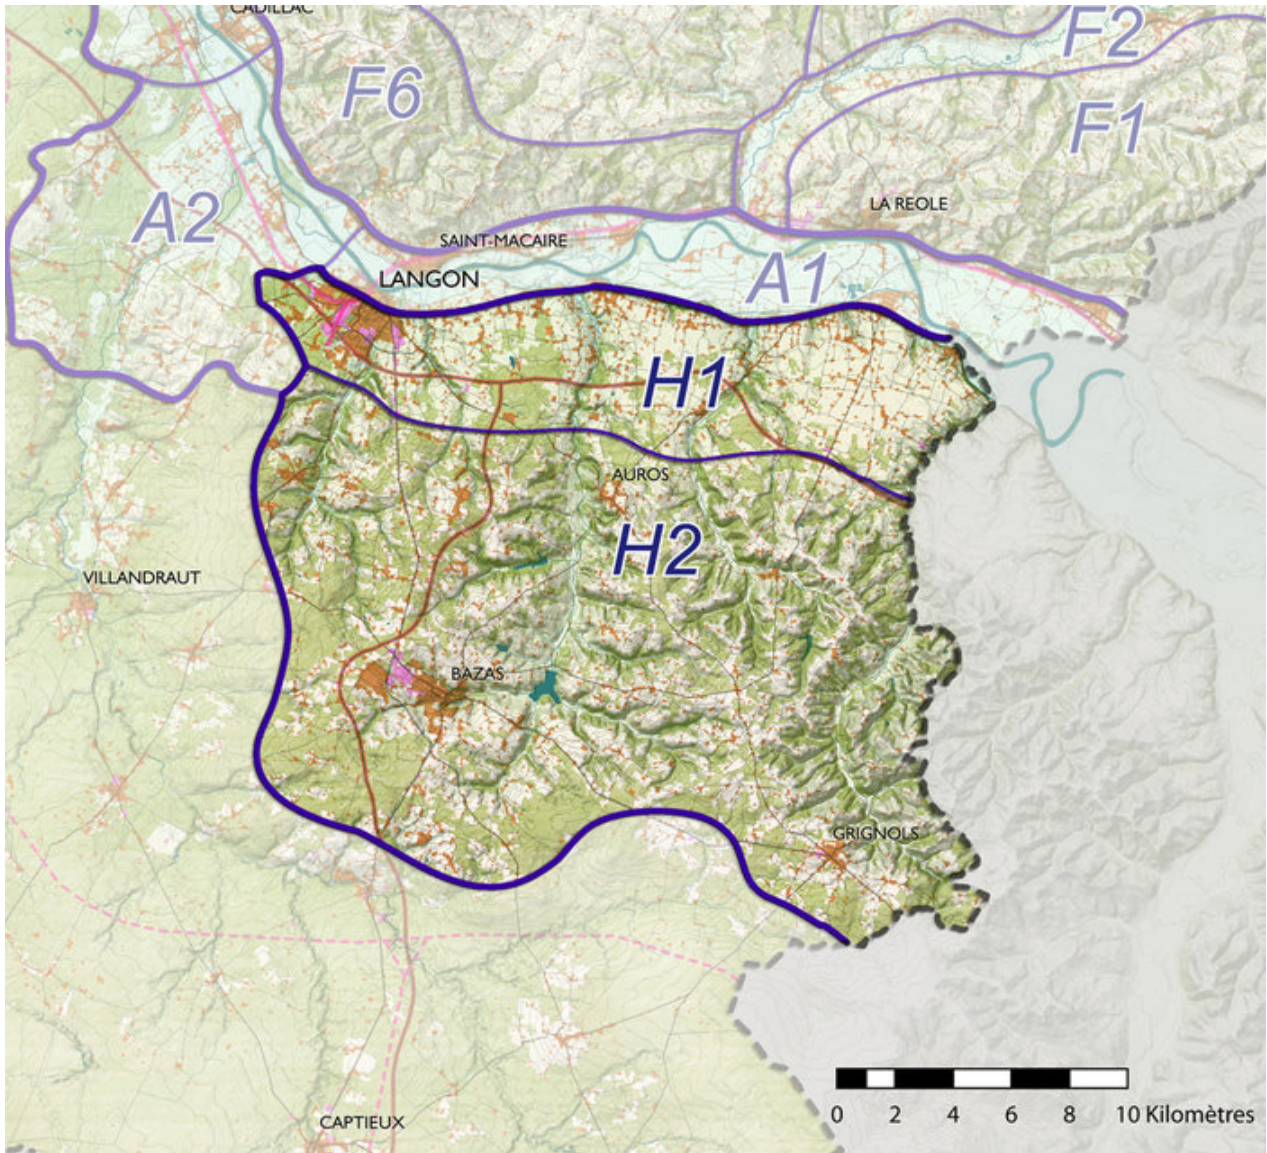 CADILLAC
F2
F6
F1
LA REOLE
A2
SAINT-MACAIRE
LANGON
A1
H1
AUROS
H2
VILLANDRAUT
BAZAS
GRIGNOLS
CAPTIEUX
0 2 4 6 8 10 Kilomètres